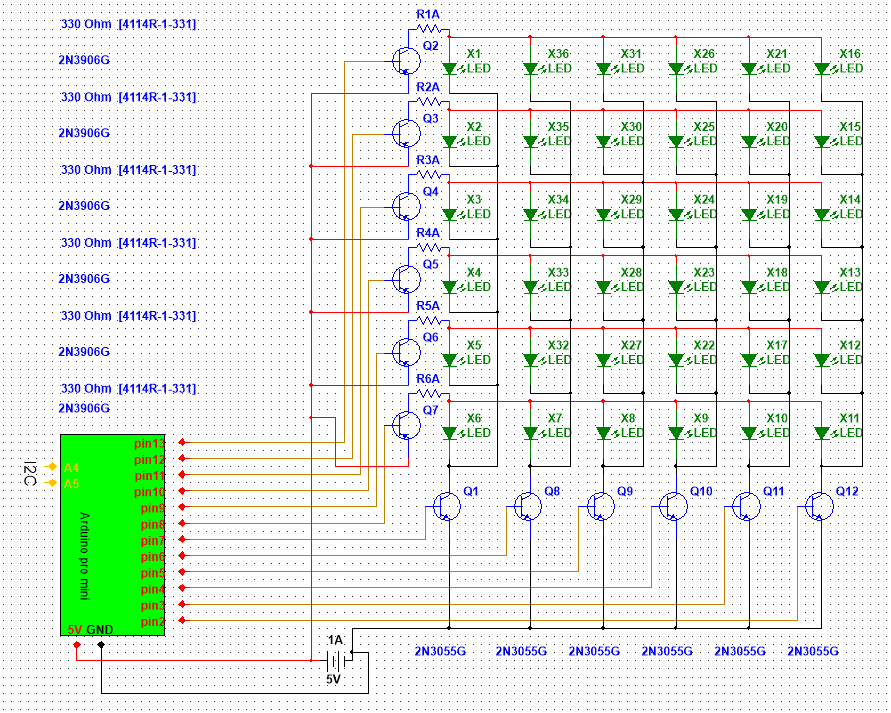 330 Ohm [4114R-1-331]
R1A
Q2
2N3906G
X1 X36 X31 X26 X21 X16
LED LED LED LED LED LED
330 Ohm [4114R-1-331]
R2A
Q3
2N3906G
X2 X35 X30 X25 X20 X15
LED LED LED LED LED LED
330 Ohm [4114R-1-331]
R3A
Q4
2N3906G
X3 X34 X29 X24 X19 X14
LED LED LED LED LED LED
330 Ohm [4114R-1-331]
R4A
Q5
2N3906G
X4 X33 X28 X23 X18 X13
LED LED LED LED LED LED
330 Ohm [4114R-1-331]
R5A
Q6
2N3906G
X5 X32 X27 X22 X17 X12
LED LED LED LED LED LED
330 Ohm [4114R-1-331]
R6A
Q7
2N3906G
X6 X7 X8 X9 X10 X11
LED LED LED LED LED LED
I2C
A4
A5
Arduino pro mini
pin13
pin12
pin11
pin10
pin9
pin8
pin7
pin6
pin5
pin4
pin3
pin2
5V GND
Q1 Q8 Q9 Q10 Q11 Q12
1A
5V
2N3055G 2N3055G 2N3055G 2N3055G 2N3055G 2N3055G